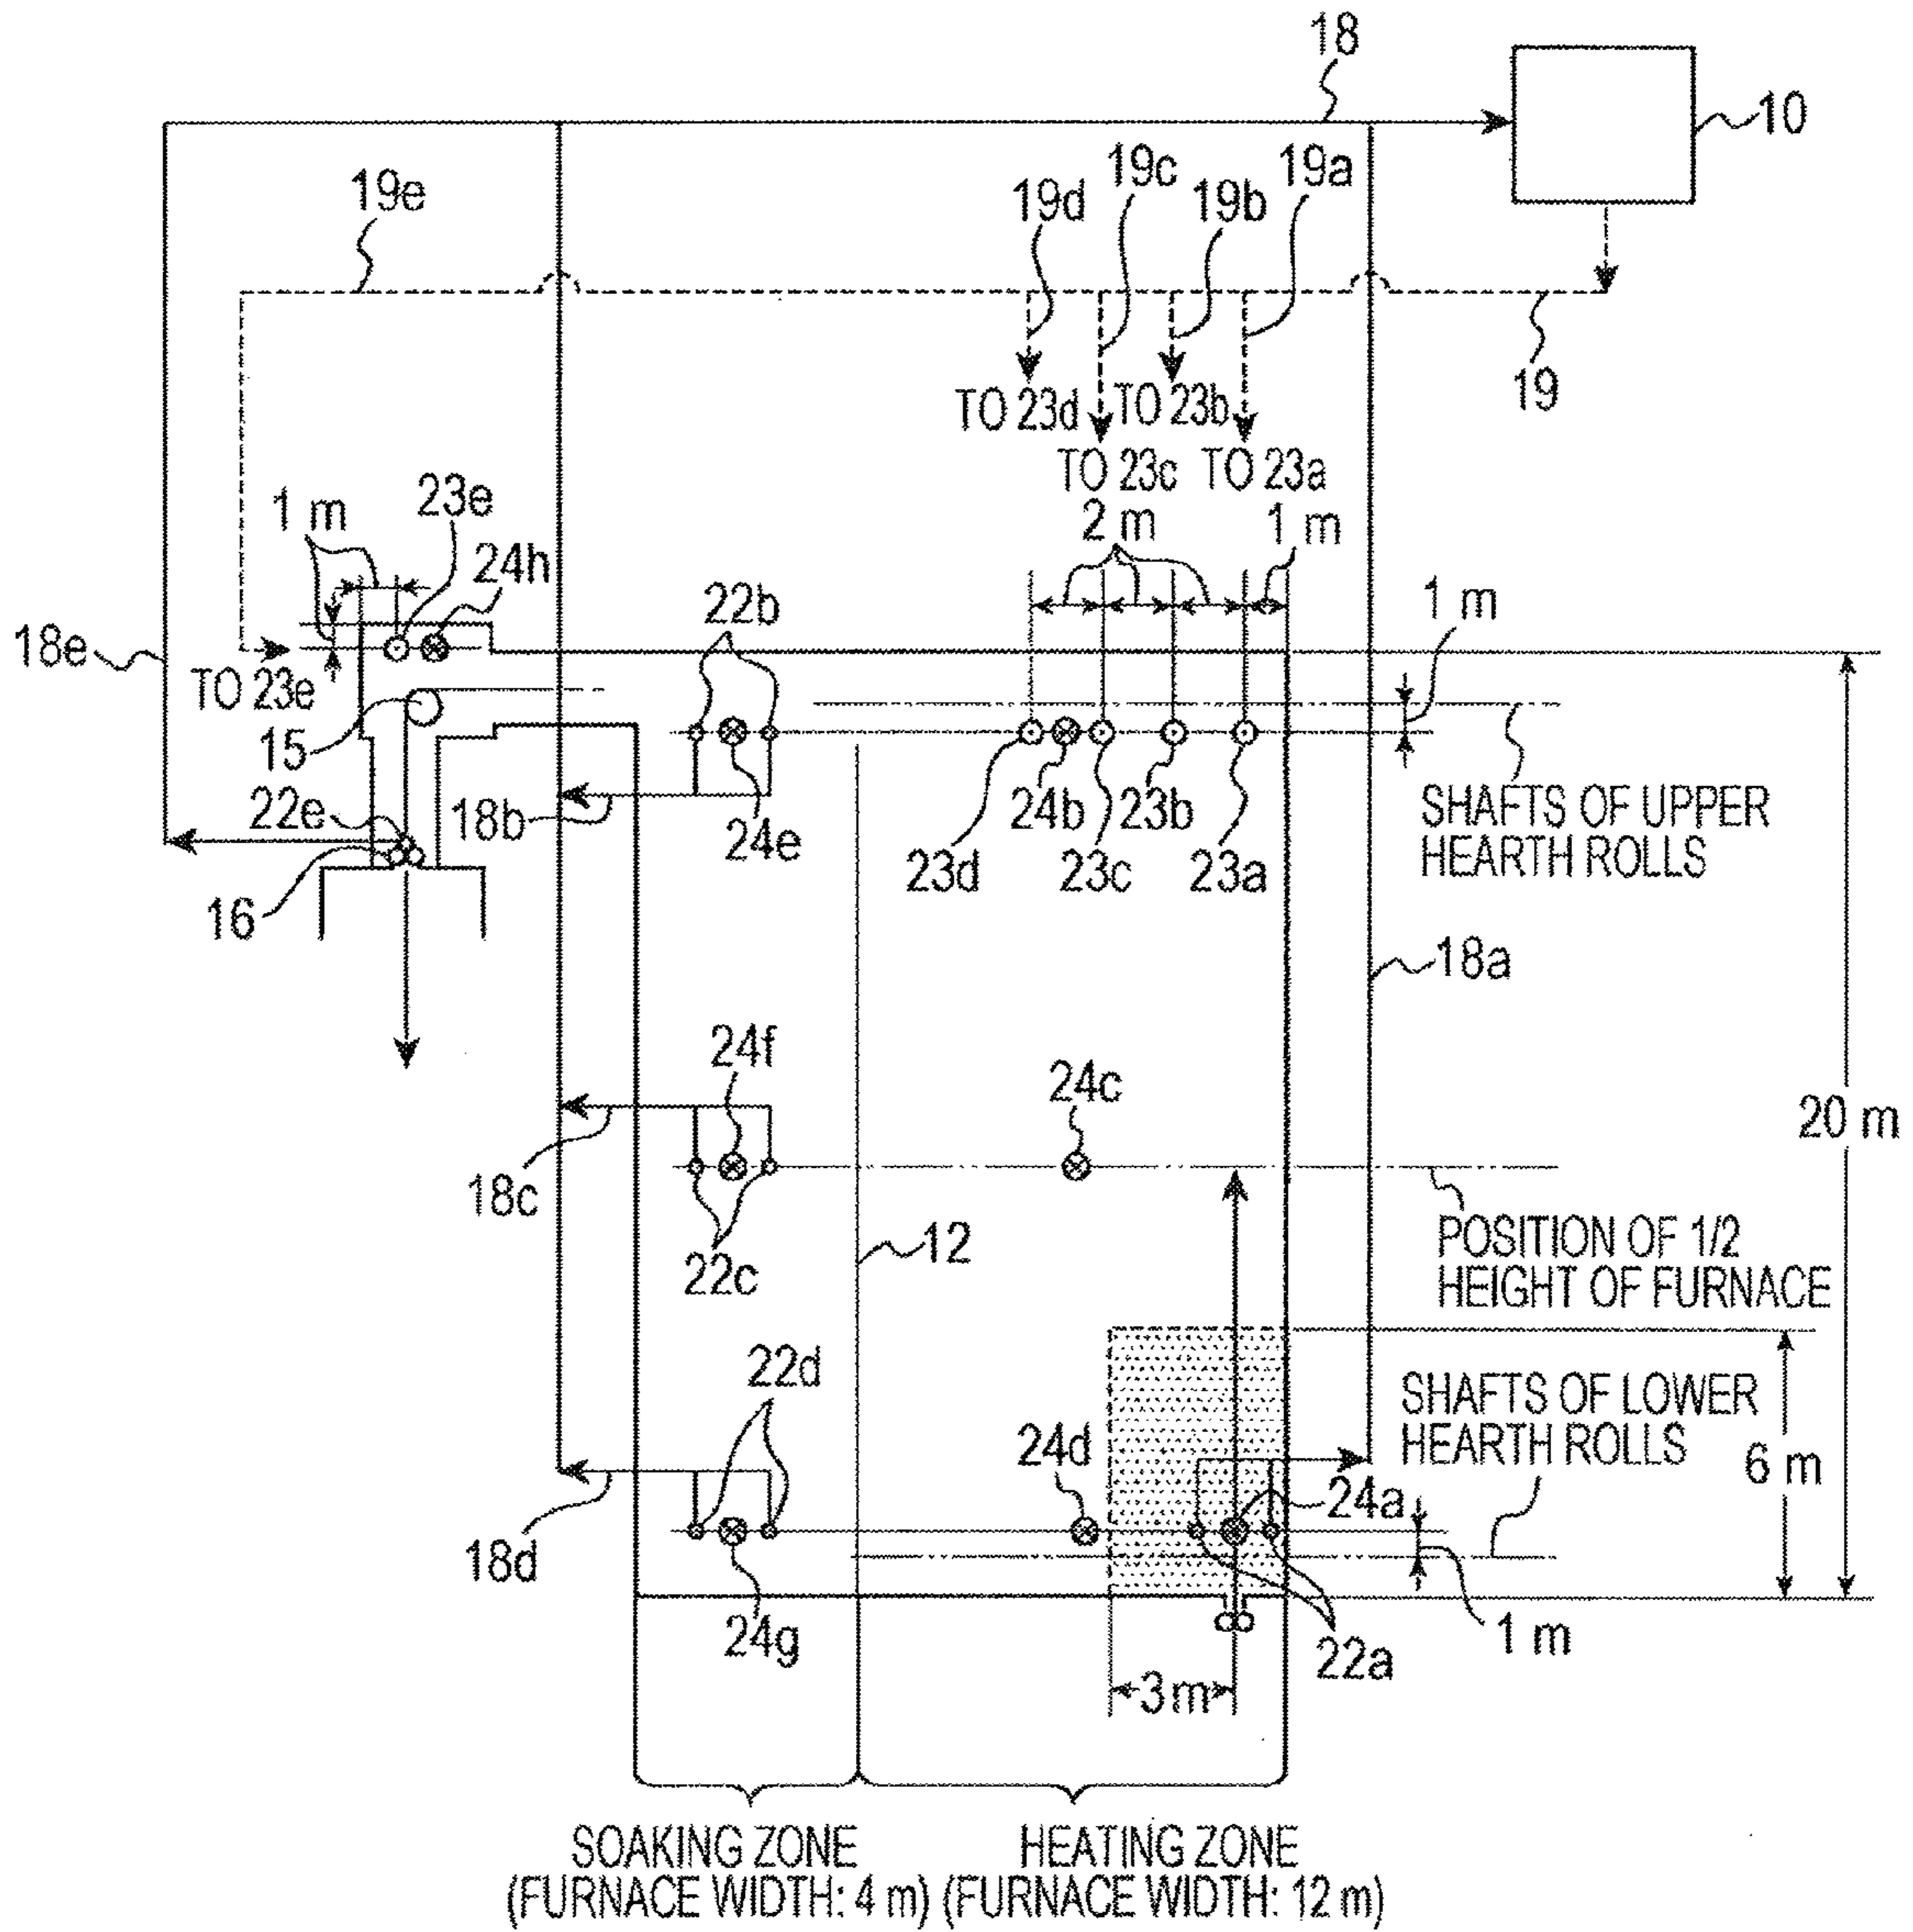 18
10
19e
19d
19c
19b
19a
19
TO 23d
TO 23b
TO 23c
TO 23a
1 m
23e
24h
2 m
1 m
22b
1 m
18e
TO 23e
15
22e
16
18b
24e
23d
24b
23c
23b
23a
SHAFTS OF UPPER
HEARTH ROLLS
18a
24f
24c
20 m
18c
22c
12
POSITION OF 1/2
HEIGHT OF FURNACE
22d
24d
24a
SHAFTS OF LOWER
HEARTH ROLLS
6 m
18d
24g
3 m
22a
1 m
SOAKING ZONE
(FURNACE WIDTH: 4 m)
HEATING ZONE
(FURNACE WIDTH: 12 m)